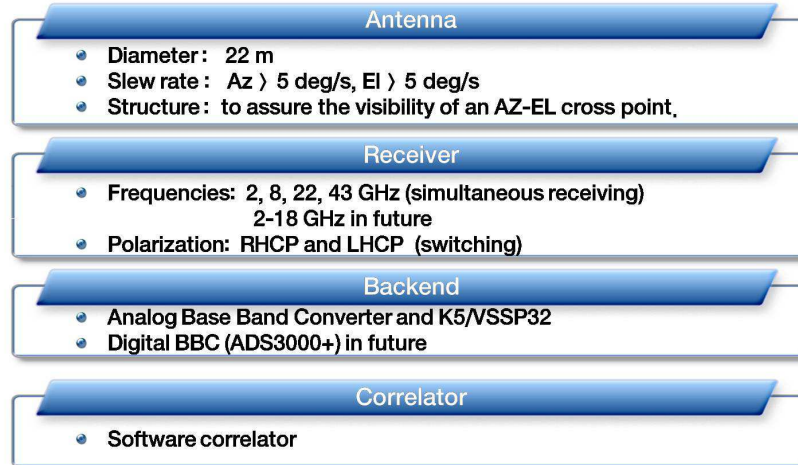 Antenna
Diameter : 22 m
Slew rate : Az 〉 5 deg/s, El 〉 5 deg/s
Structure : to assure the visibility of an AZ-EL cross point.
Receiver
Frequencies: 2, 8, 22, 43 GHz (simultaneous receiving)
2-18 GHz in future
Polarization: RHCP and LHCP (switching)
Backend
Analog Base Band Converter and K5/VSSP32
Digital BBC (ADS3000+) in future
Correlator
Software correlator